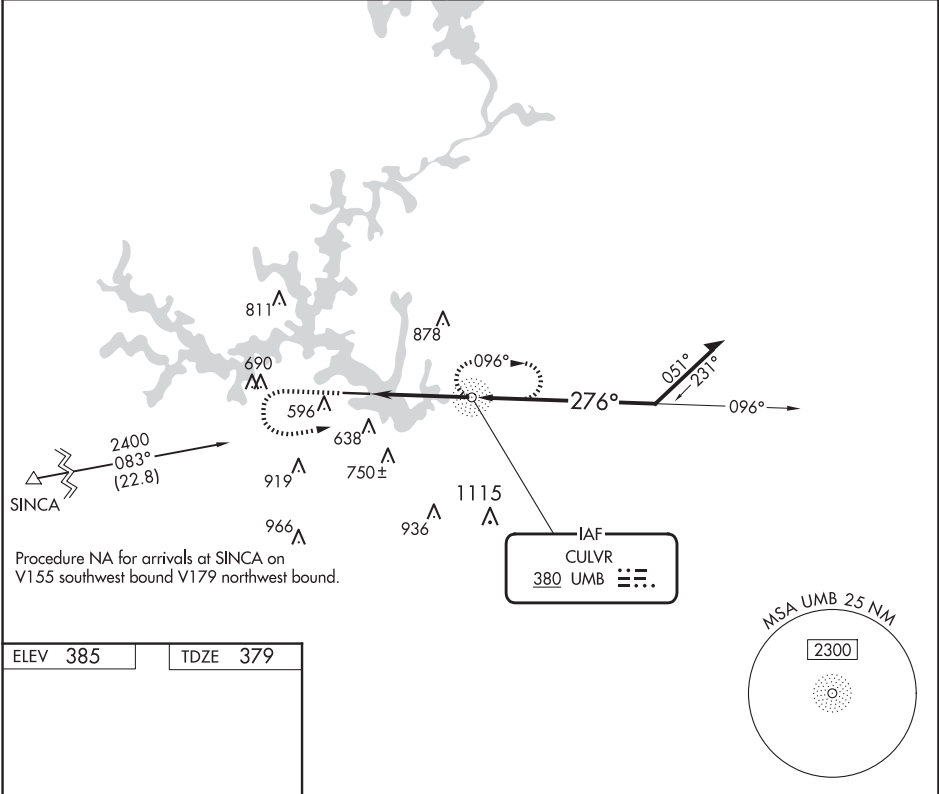 811
878
690
096°
051°
231°
276°
096°
596
638
2400
083°
(22.8)
SINCA
919
750±
1115
936
966
IAF
CULVR
380 UMB
Procedure NA for arrivals at SINCA on
V155 southwest bound V179 northwest bound.
MSA UMB 25 NM
2300
ELEV 385
TDZE 379